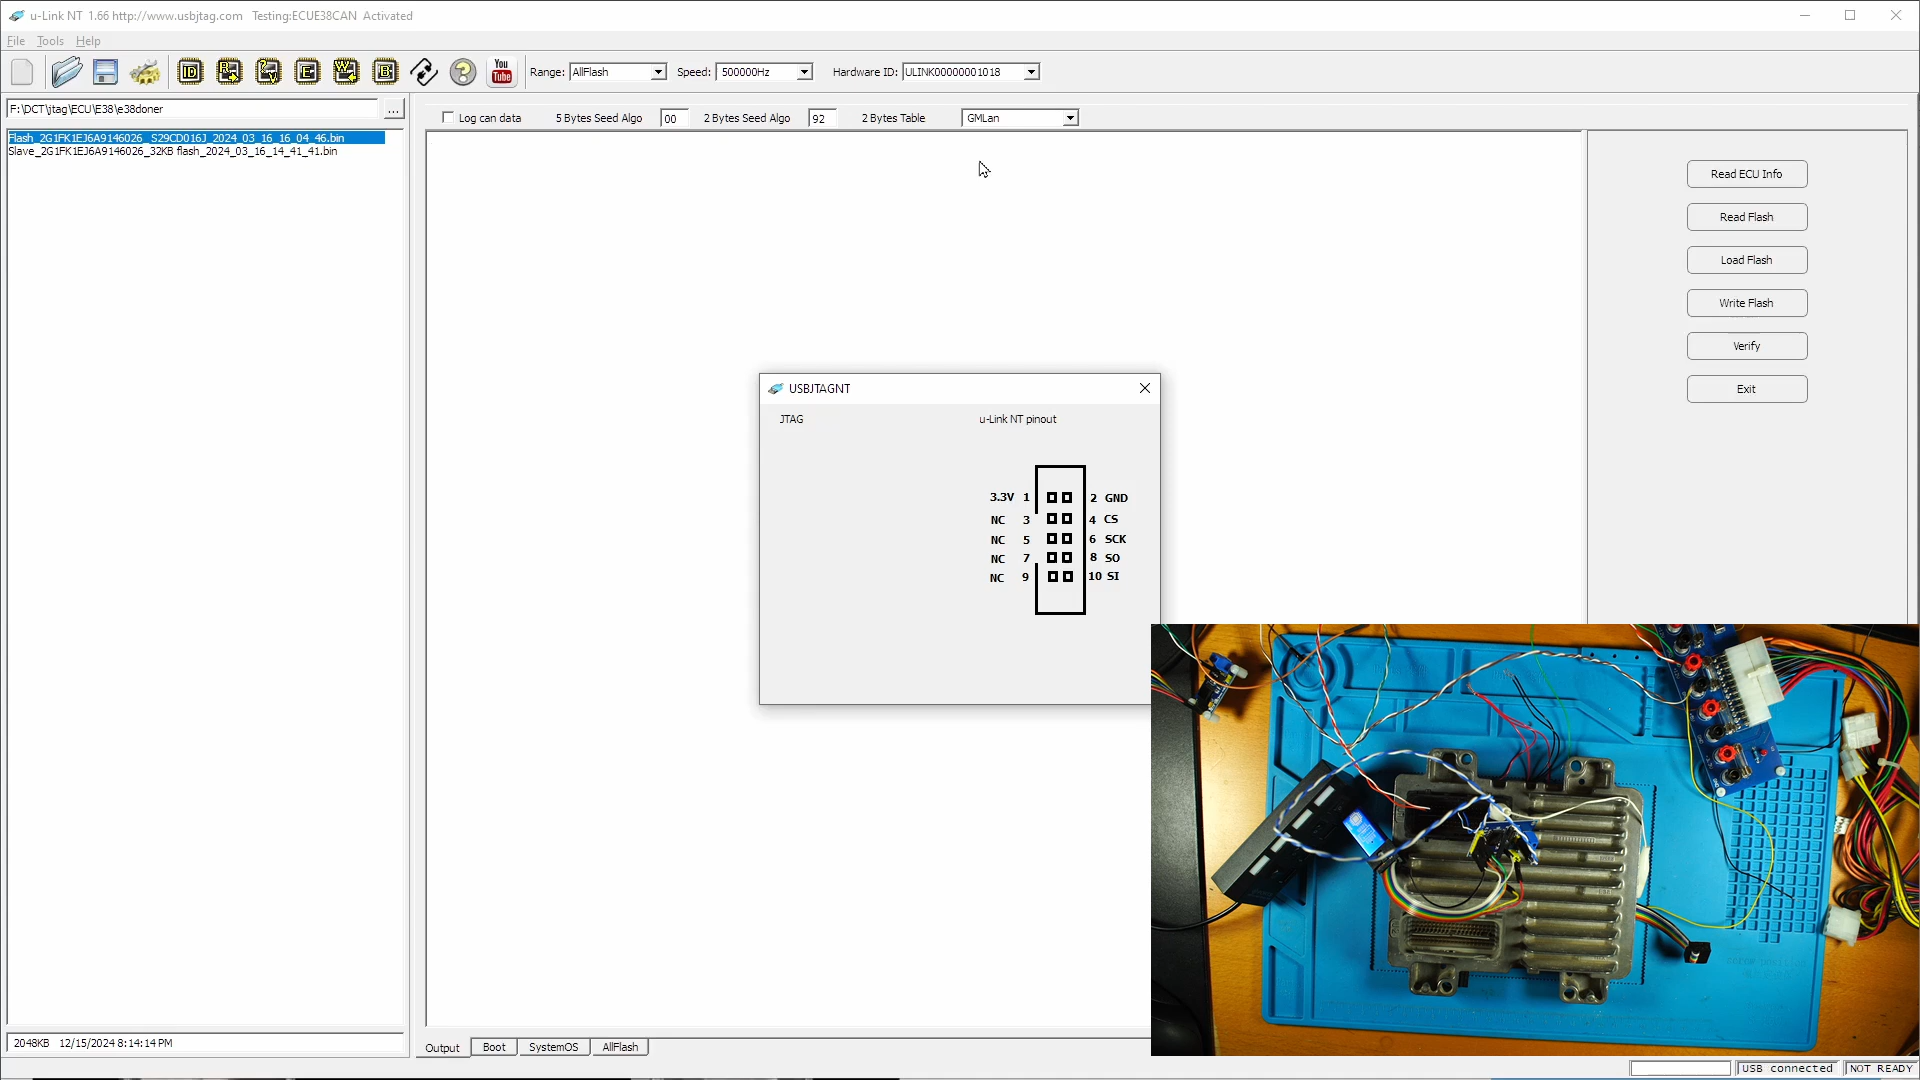 u-Link NT 1.66 http://www.usbjtag.com Testing:ECUE38CAN Activated
File Tools Help
ID R V E W B You Tube Range: AllFlash Speed: 500000Hz Hardware ID: ULINK00000001018
F:\DCT\jtag\ECU\E38\e38doner ...
Log can data 5 Bytes Seed Algo 00 2 Bytes Seed Algo 92 2 Bytes Table GMLan
Flash_2G1FK1EJ6A9146026_ S29CD016J_2024_03_16_16_04_46.bin
Slave_2G1FK1EJ6A9146026_32KB flash_2024_03_16_14_41_41.bin
Read ECU Info
Read Flash
Load Flash
Write Flash
Verify
Exit
USBJTAGNT
JTAG u-Link NT pinout
3.3V 1 2 GND
NC 3 4 CS
NC 5 6 SCK
NC 7 8 SO
NC 9 10 SI
2048KB 12/15/2024 8:14:14 PM
Output Boot SystemOS AllFlash
USB connected NOT READY